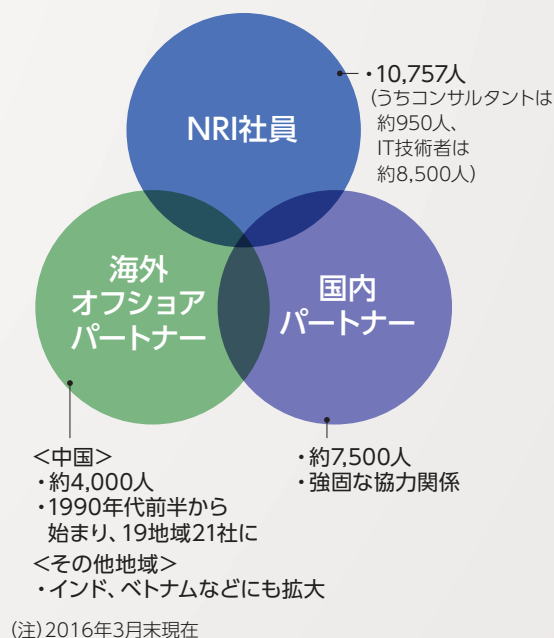 NRI社員
・10,757人
(うちコンサルタントは
約950人、
IT技術者は
約8,500人)
海外
オフショア
パートナー
国内
パートナー
＜中国＞
・約4,000人
・1990年代前半から
始まり、19地域21社に
＜その他地域＞
・インド、ベトナムなどにも拡大
・約7,500人
・強固な協力関係
(注)2016年3月末現在